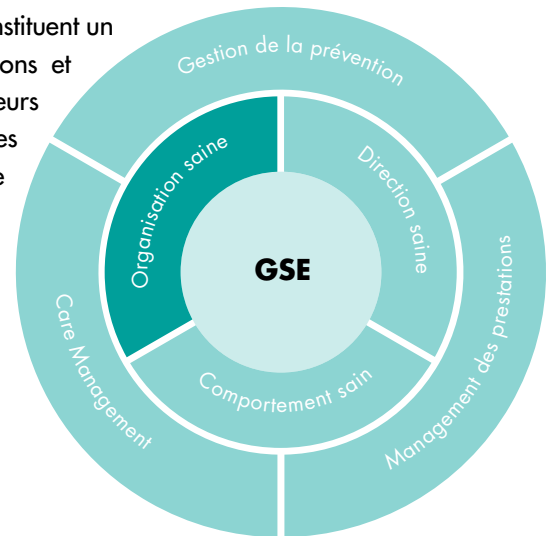 nstituent un
ons et
eurs
es
e
Gestion de la prévention
Organisation saine
Direction saine
GSE
Comportement sain
Care Management
Management des prestations